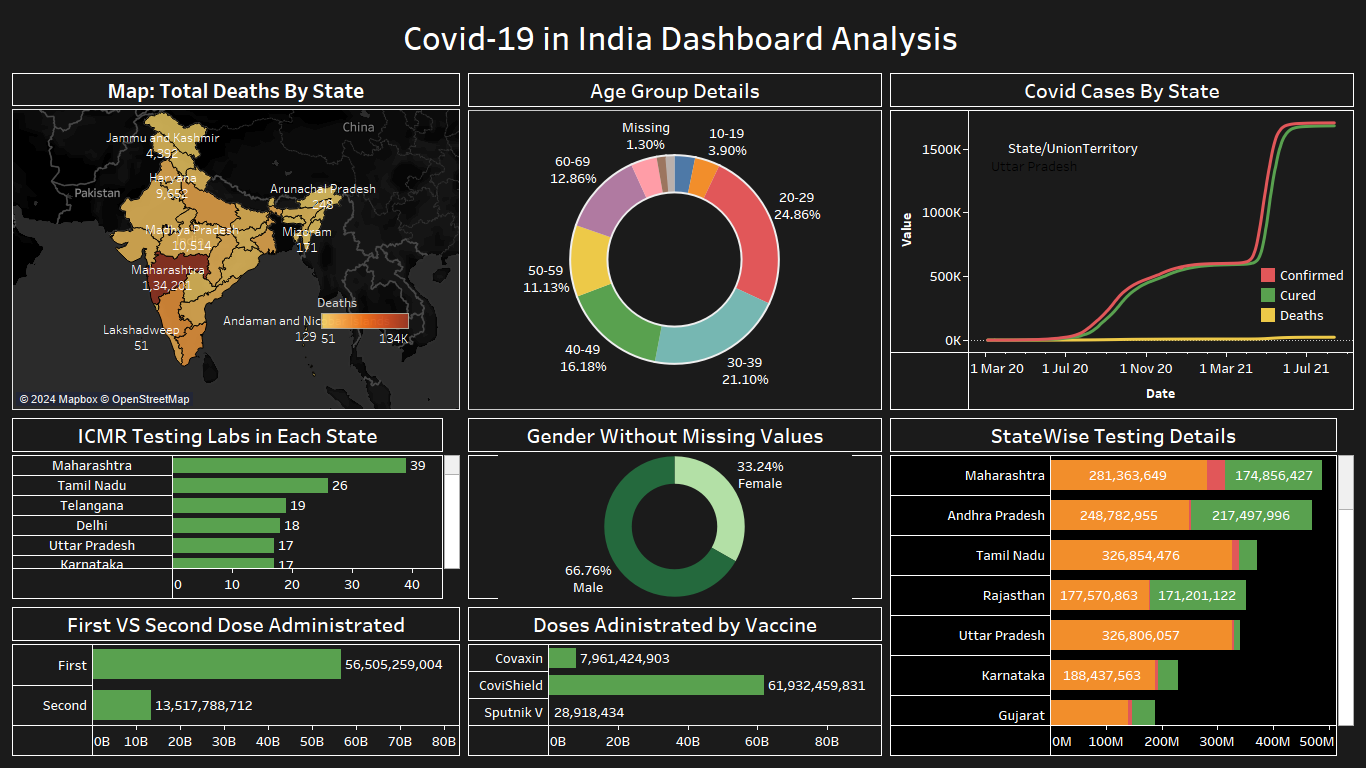 Covid-19 in India Dashboard Analysis
Map: Total Deaths By State
China
Jammu and Kashmir
4,392
Pakistan
Haryana
9,652
Arunachal Pradesh
248
Madhya Pradesh
10,514
Mizoram
171
Maharashtra
1,34,201
Deaths
Lakshadweep
51
Andaman and Nic
129
51
134K
© 2024 Mapbox © OpenStreetMap
Age Group Details
Missing
1.30%
10-19
3.90%
60-69
12.86%
20-29
24.86%
50-59
11.13%
40-49
16.18%
30-39
21.10%
Covid Cases By State
State/UnionTerritory
Uttar Pradesh
Value
1500K
1000K
500K
0K
Confirmed
Cured
Deaths
1 Mar 20
1 Jul 20
1 Nov 20
1 Mar 21
1 Jul 21
Date
ICMR Testing Labs in Each State
Maharashtra 39
Tamil Nadu 26
Telangana 19
Delhi 18
Uttar Pradesh 17
Karnataka 17
0 10 20 30 40
Gender Without Missing Values
33.24%
Female
66.76%
Male
StateWise Testing Details
Maharashtra 281,363,649 174,856,427
Andhra Pradesh 248,782,955 217,497,996
Tamil Nadu 326,854,476
Rajasthan 177,570,863 171,201,122
Uttar Pradesh 326,806,057
Karnataka 188,437,563
Gujarat
0M 100M 200M 300M 400M 500M
First VS Second Dose Administrated
First 56,505,259,004
Second 13,517,788,712
0B 10B 20B 30B 40B 50B 60B 70B 80B
Doses Adinistrated by Vaccine
Covaxin 7,961,424,903
CoviShield 61,932,459,831
Sputnik V 28,918,434
0B 20B 40B 60B 80B